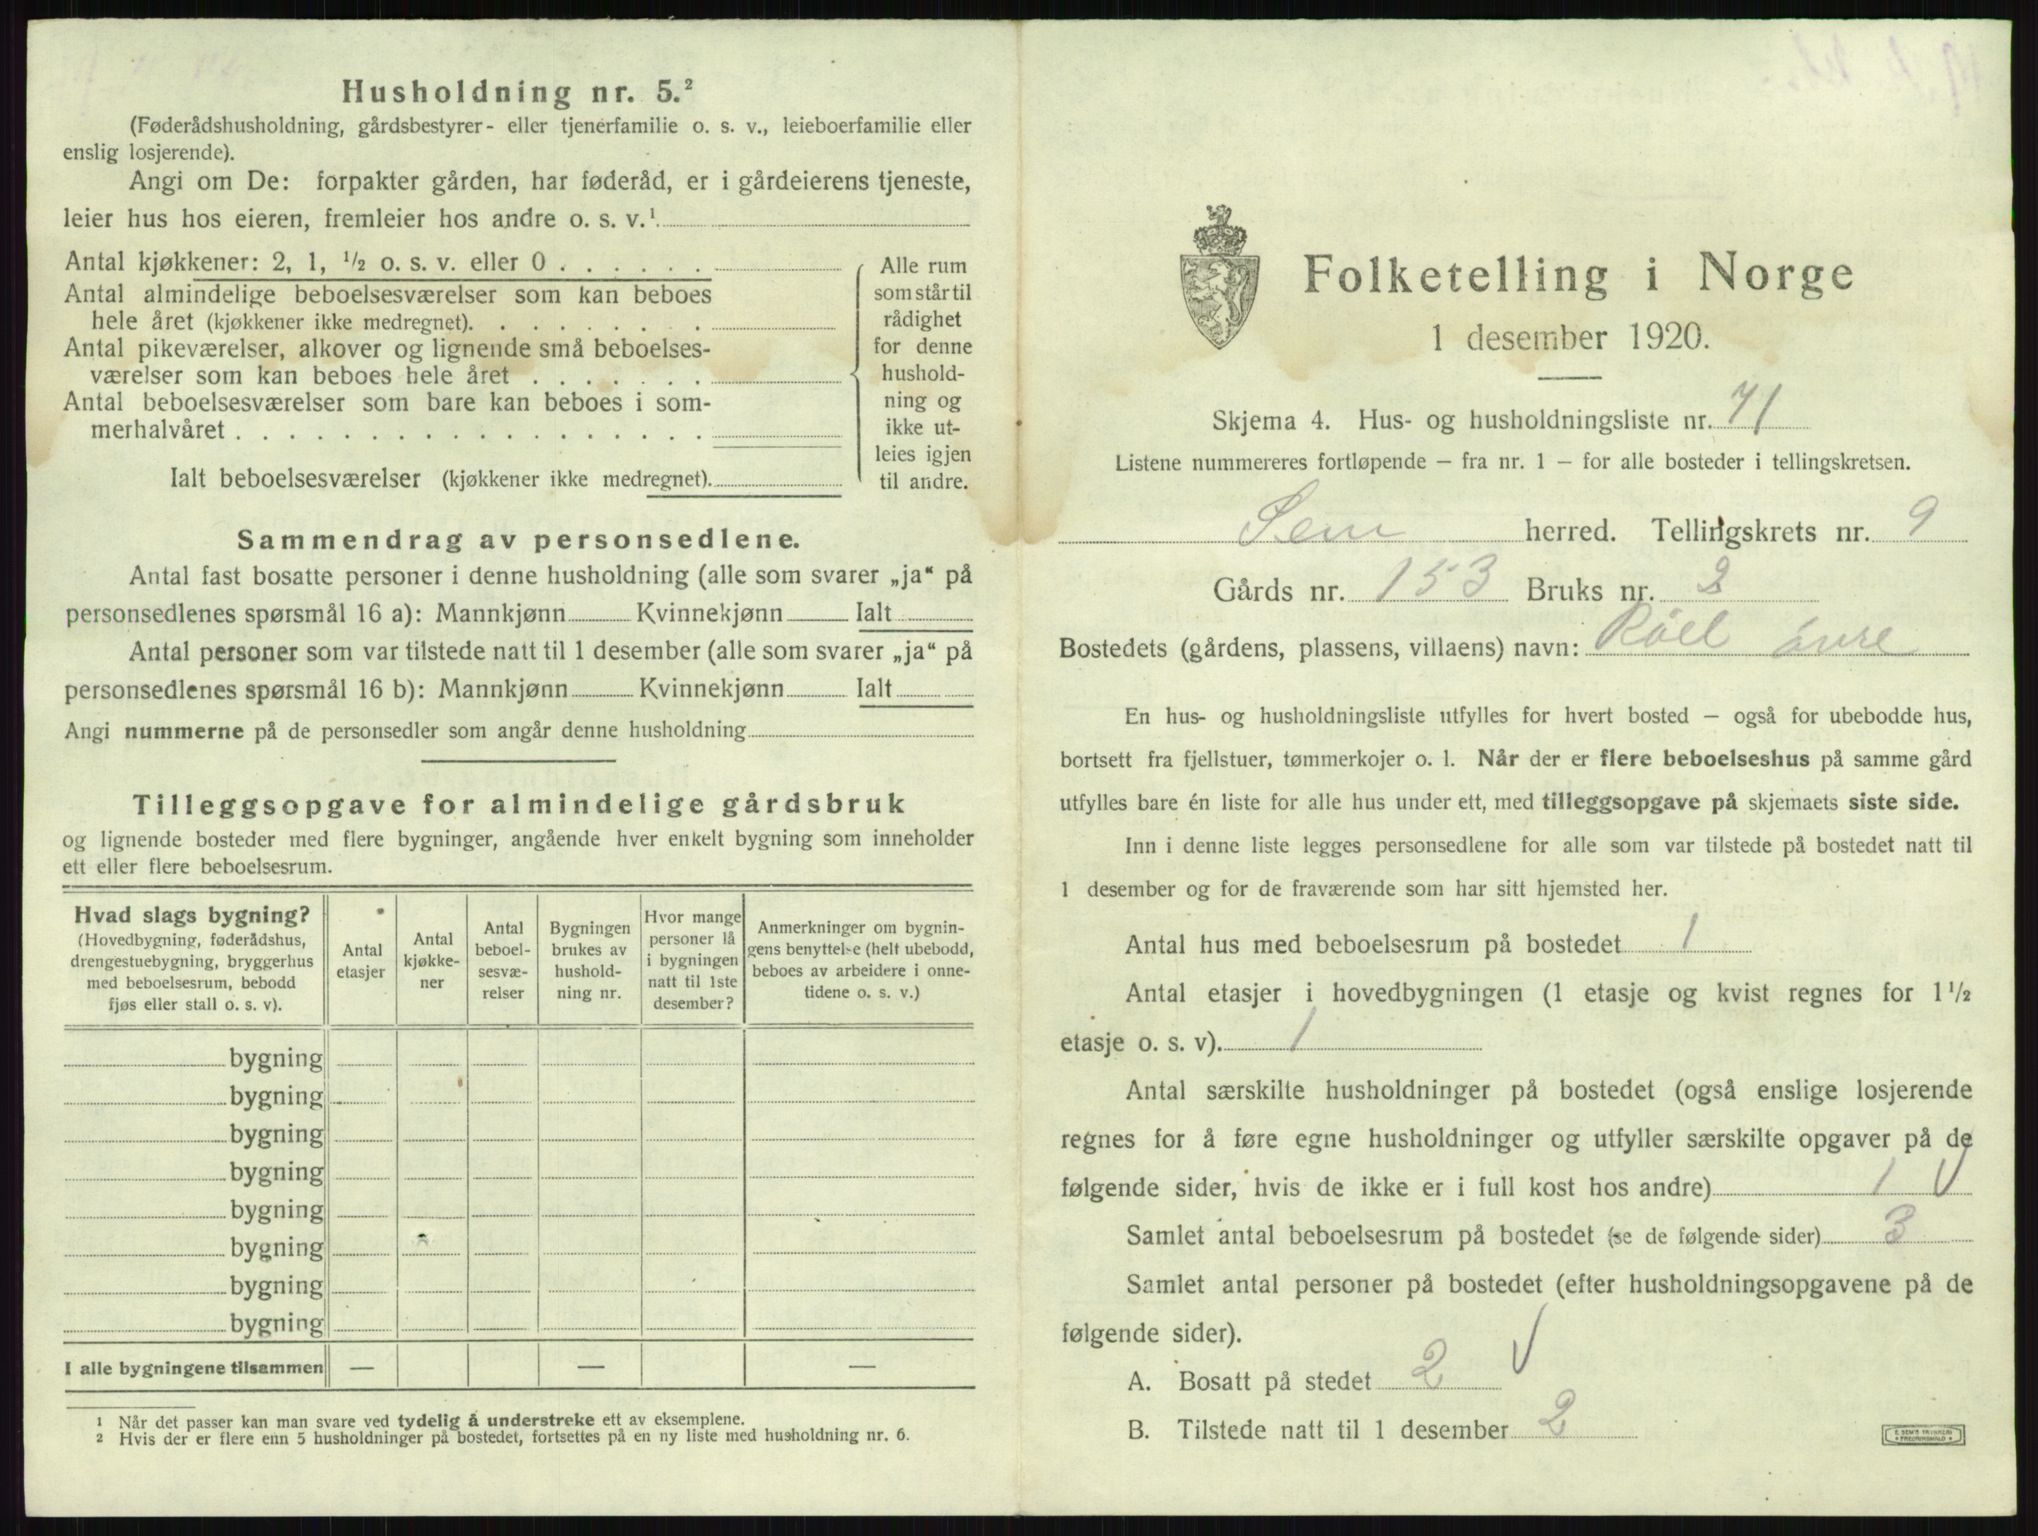 Husholdning nr. 5.²
(Føderådshusholdning, gårdsbestyrer- eller tjenerfamilie o. s. v., leieboerfamilie eller
enslig losjerende).
Angi om De: forpakter gården, har føderåd, er i gårdeierens tjeneste,
leier hus hos eieren, fremleier hos andre o. s. v.¹
Antal kjøkkener: 2, 1, ½ o. s. v. eller 0 . . . . . .
Antal almindelige beboelsesværelser som kan beboes
hele året (kjøkkener ikke medregnet). . . . . . . .
Antal pikeværelser, alkover og lignende små beboelses-
værelser som kan beboes hele året . . . . . . .
Antal beboelsesværelser som bare kan beboes i som-
merhalvåret . . . . . . . . . . . . . . . . . .
Ialt beboelsesværelser (kjøkkener ikke medregnet).
Alle rum
som står til
rådighet
for denne
hushold-
ning og
ikke ut-
leies igjen
til andre.
Sammendrag av personsedlene.
Antal fast bosatte personer i denne husholdning (alle som svarer „ja“ på
personsedlenes spørsmål 16 a): Mannkjønn Kvinnekjønn Ialt
Antal personer som var tilstede natt til 1 desember (alle som svarer „ja“ på
personsedlenes spørsmål 16 b): Mannkjønn Kvinnekjønn Ialt
Angi nummerne på de personsedler som angår denne husholdning
Tilleggsopgave for almindelige gårdsbruk
og lignende bosteder med flere bygninger, angående hver enkelt bygning som inneholder
ett eller flere beboelsesrum.
Hvad slags bygning?
(Hovedbygning, føderådshus,
drengestuebygning, bryggerhus
med beboelsesrum, bebodd
fjøs eller stall o. s. v).
Antal
etasjer
Antal
kjøkke-
ner
Antal
beboel-
sesvæ-
relser
Bygningen
brukes av
hushold-
ning nr.
Hvor mange
personer lå
i bygningen
natt til 1ste
desember?
Anmerkninger om bygnin-
gens benyttelse (helt ubebodd,
beboes av arbeidere i onne-
tidene o. s. v.)
bygning
bygning
bygning
bygning
bygning
bygning
bygning
bygning
I alle bygningene tilsammen — — —
¹ Når det passer kan man svare ved tydelig å understreke ett av eksemplene.
² Hvis der er flere enn 5 husholdninger på bostedet, fortsettes på en ny liste med husholdning nr. 6.
Folketelling i Norge
1 desember 1920.
Skjema 4. Hus- og husholdningsliste nr. 71
Listene nummereres fortløpende – fra nr. 1 – for alle bosteder i tellingskretsen.
Sem herred. Tellingskrets nr. 9
Gårds nr. 153 Bruks nr. 2
Bostedets (gårdens, plassens, villaens) navn: Råel øvre
En hus- og husholdningsliste utfylles for hvert bosted – også for ubebodde hus,
bortsett fra fjellstuer, tømmerkojer o. l. Når der er flere beboelseshus på samme gård
utfylles bare én liste for alle hus under ett, med tilleggsopgave på skjemaets siste side.
Inn i denne liste legges personsedlene for alle som var tilstede på bostedet natt til
1 desember og for de fraværende som har sitt hjemsted her.
Antal hus med beboelsesrum på bostedet 1
Antal etasjer i hovedbygningen (1 etasje og kvist regnes for 1½
etasje o. s. v). 1
Antal særskilte husholdninger på bostedet (også enslige losjerende
regnes for å føre egne husholdninger og utfyller særskilte opgaver på de
følgende sider, hvis de ikke er i full kost hos andre) 1 √
Samlet antal beboelsesrum på bostedet (se de følgende sider) 3
Samlet antal personer på bostedet (efter husholdningsopgavene på de
følgende sider).
A. Bosatt på stedet 2 √
B. Tilstede natt til 1 desember 2
E. SEM'S TRYKKERI
FREDRIKSHALD